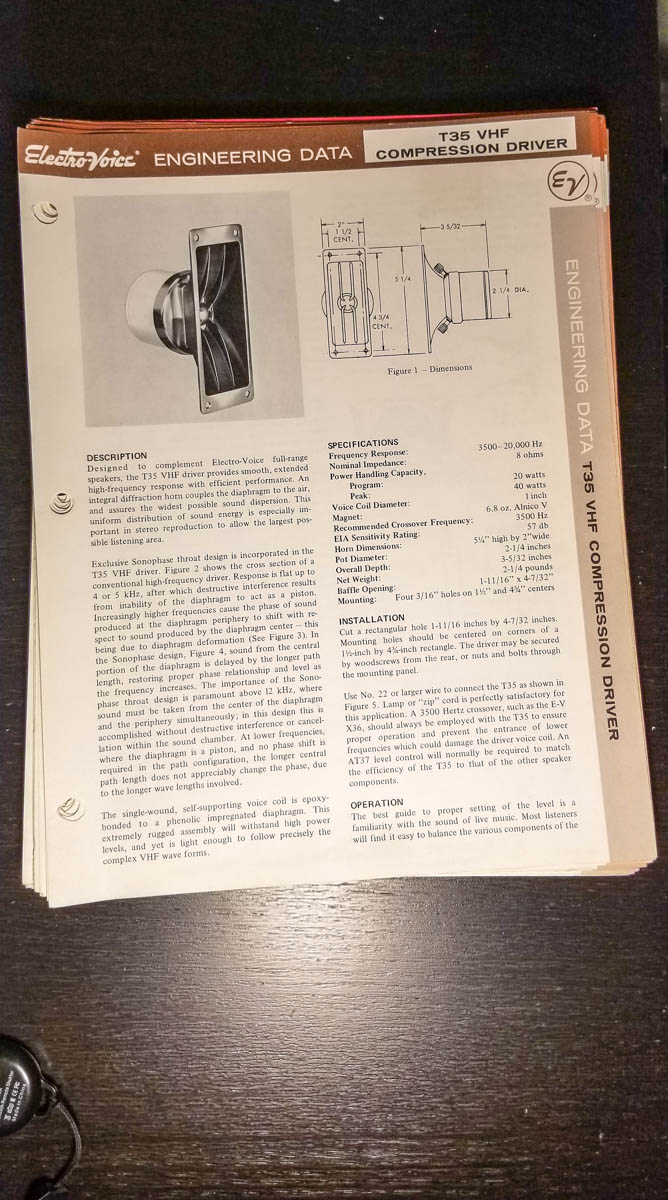 Electro-Voice® ENGINEERING DATA
T35 VHF
COMPRESSION DRIVER
EV ®
2"
1 1/2
CENT.
5 1/4
4 3/4
CENT.
3 5/32
2 1/4 DIA.
Figure 1 – Dimensions
ENGINEERING DATA T35 VHF COMPRESSION DRIVER
DESCRIPTION
Designed to complement Electro-Voice full-range
speakers, the T35 VHF driver provides smooth, extended
high-frequency response with efficient performance. An
integral diffraction horn couples the diaphragm to the air,
and assures the widest possible sound dispersion. This
uniform distribution of sound energy is especially im-
portant in stereo reproduction to allow the largest pos-
sible listening area.
Exclusive Sonophase throat design is incorporated in the
T35 VHF driver. Figure 2 shows the cross section of a
conventional high-frequency driver. Response is flat up to
4 or 5 kHz, after which destructive interference results
from inability of the diaphragm to act as a piston.
Increasingly higher frequencies cause the phase of sound
produced at the diaphragm periphery to shift with re-
spect to sound produced by the diaphragm center – this
being due to diaphragm deformation (See Figure 3). In
the Sonophase design, Figure 4, sound from the central
portion of the diaphragm is delayed by the longer path
length, restoring proper phase relationship and level as
the frequency increases. The importance of the Sono-
phase throat design is paramount above 12 kHz, where
sound must be taken from the center of the diaphragm
and the periphery simultaneously; in this design this is
accomplished without destructive interference or cancel-
lation within the sound chamber. At lower frequencies,
where the diaphragm is a piston, and no phase shift is
required in the path configuration, the longer central
path length does not appreciably change the phase, due
to the longer wave lengths involved.
The single-wound, self-supporting voice coil is epoxy-
bonded to a phenolic impregnated diaphragm. This
extremely rugged assembly will withstand high power
levels, and yet is light enough to follow precisely the
complex VHF wave forms.
SPECIFICATIONS
Frequency Response: 3500–20,000 Hz
Nominal Impedance: 8 ohms
Power Handling Capacity,
Program: 20 watts
Peak: 40 watts
Voice Coil Diameter: 1 inch
Magnet: 6.8 oz. Alnico V
Recommended Crossover Frequency: 3500 Hz
EIA Sensitivity Rating: 57 db
Horn Dimensions: 5¼" high by 2"wide
Pot Diameter: 2-1/4 inches
Overall Depth: 3-5/32 inches
Net Weight: 2-1/4 pounds
Baffle Opening: 1-11/16" x 4-7/32"
Mounting: Four 3/16" holes on 1½" and 4¾" centers
INSTALLATION
Cut a rectangular hole 1-11/16 inches by 4-7/32 inches.
Mounting holes should be centered on corners of a
1½-inch by 4¾-inch rectangle. The driver may be secured
by woodscrews from the rear, or nuts and bolts through
the mounting panel.
Use No. 22 or larger wire to connect the T35 as shown in
Figure 5. Lamp or "zip" cord is perfectly satisfactory for
this application. A 3500 Hertz crossover, such as the E-V
X36, should always be employed with the T35 to ensure
proper operation and prevent the entrance of lower
frequencies which could damage the driver voice coil. An
AT37 level control will normally be required to match
the efficiency of the T35 to that of the other speaker
components.
OPERATION
The best guide to proper setting of the level is a
familiarity with the sound of live music. Most listeners
will find it easy to balance the various components of the
Made in China